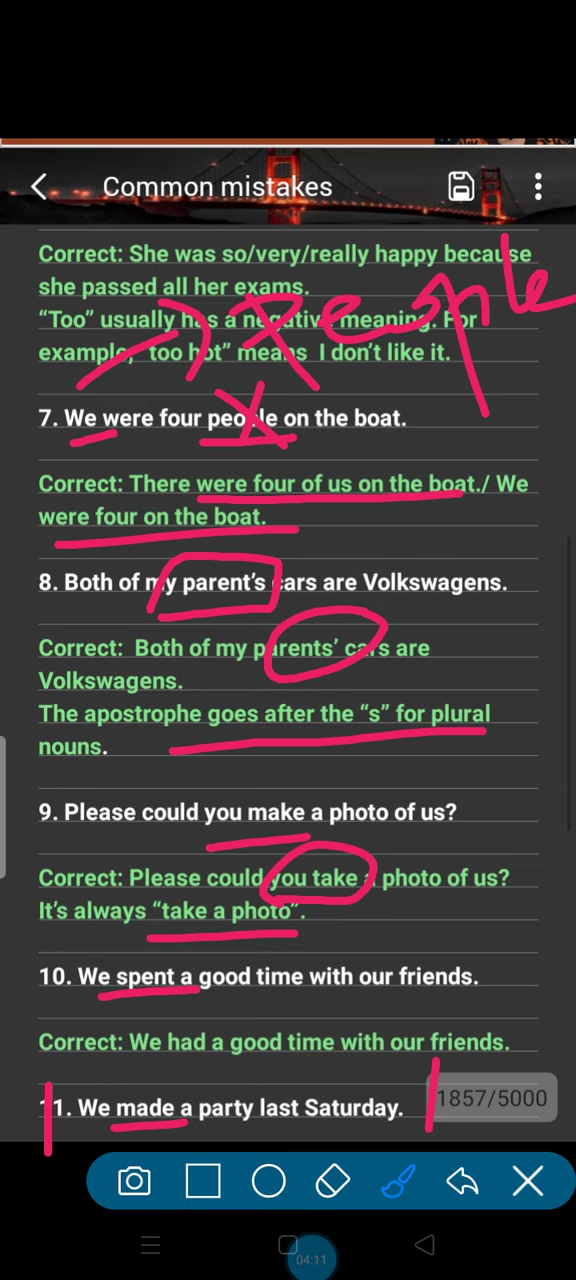 Common mistakes
Correct: She was so/very/really happy because
she passed all her exams.
“Too” usually has a negative meaning. For
example, “too hot” means I don’t like it.
people
7. We were four people on the boat.
Correct: There were four of us on the boat./ We
were four on the boat.
8. Both of my parent’s cars are Volkswagens.
Correct: Both of my parents’ cars are
Volkswagens.
The apostrophe goes after the “s” for plural
nouns.
9. Please could you make a photo of us?
Correct: Please could you take a photo of us?
It’s always “take a photo”.
10. We spent a good time with our friends.
Correct: We had a good time with our friends.
11. We made a party last Saturday.
1857/5000
04:11